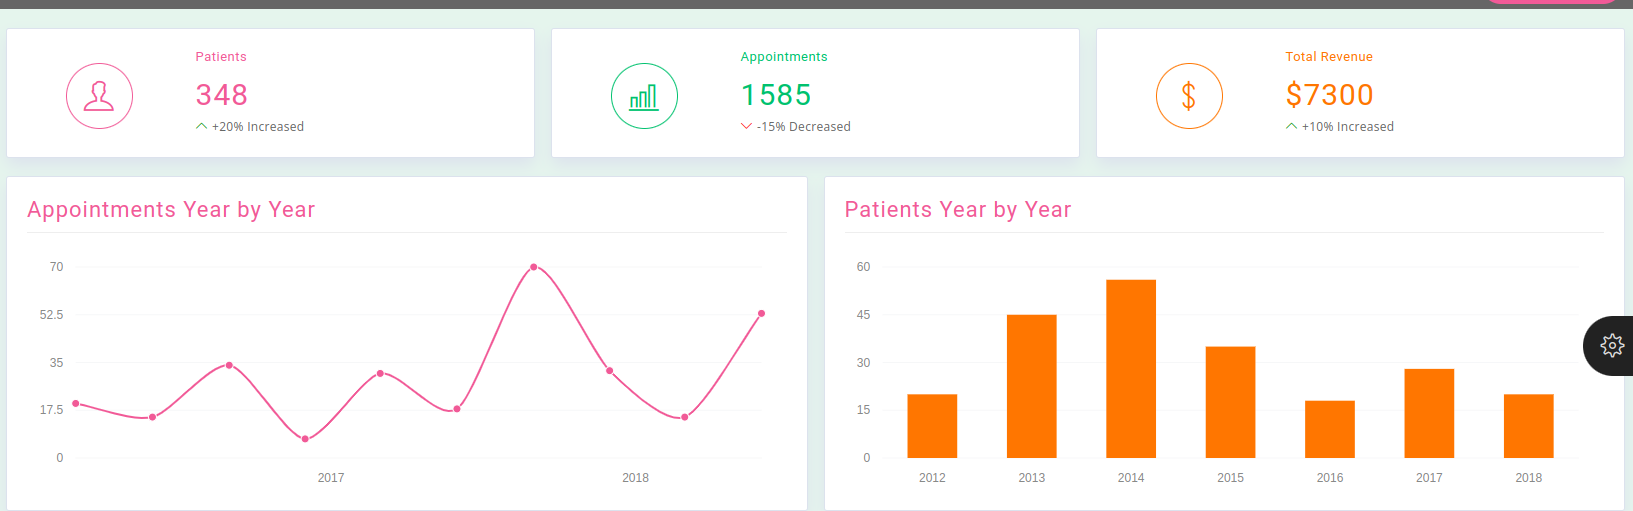 Patients
348
+20% Increased
Appointments
1585
-15% Decreased
Total Revenue
$7300
+10% Increased
Appointments Year by Year
70
52.5
35
17.5
0
2017
2018
Patients Year by Year
60
45
30
15
0
2012
2013
2014
2015
2016
2017
2018